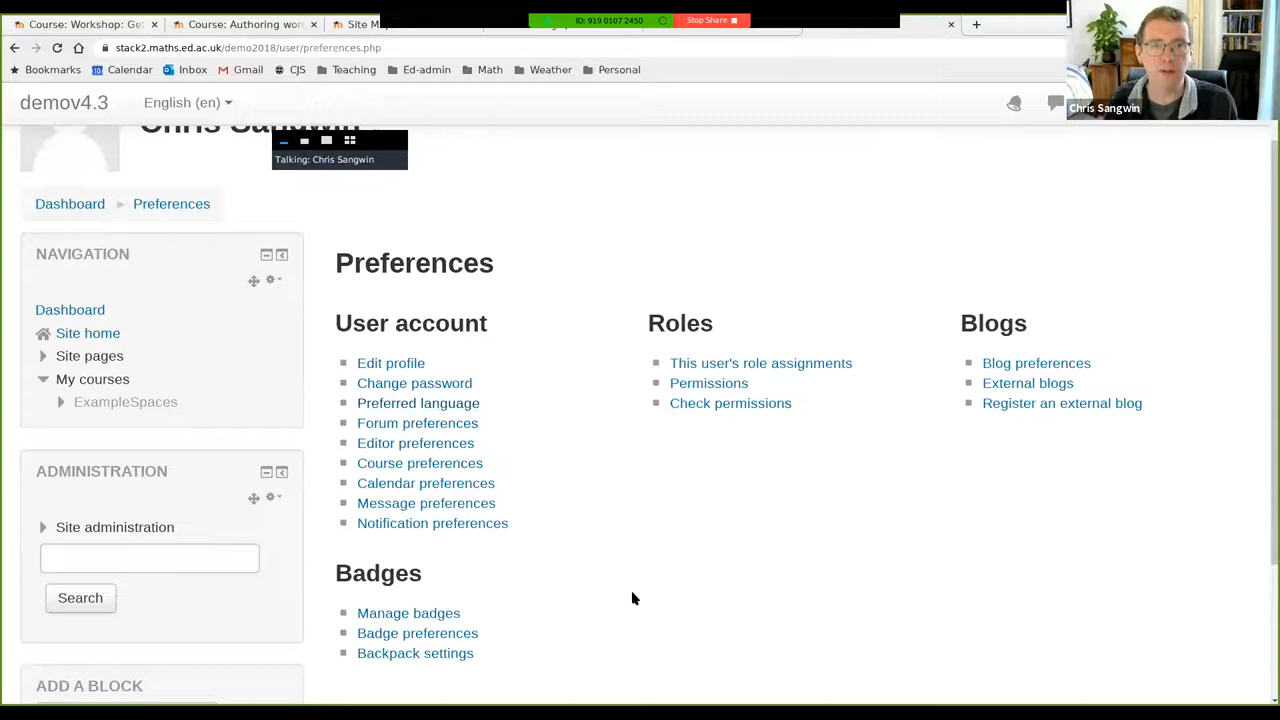 Course: Workshop: Ge
Course: Authoring wor
Site M
ID: 919 0107 2450
Stop Share
stack2.maths.ed.ac.uk/demo2018/user/preferences.php
Bookmarks
Calendar
Inbox
Gmail
CJS
Teaching
Ed-admin
Math
Weather
Personal
demov4.3
English (en)
Chris Sangwin
Chris Sangwin
Talking: Chris Sangwin
Dashboard
Preferences
NAVIGATION
Dashboard
Site home
Site pages
My courses
ExampleSpaces
ADMINISTRATION
Site administration
Search
ADD A BLOCK
Preferences
User account
Edit profile
Change password
Preferred language
Forum preferences
Editor preferences
Course preferences
Calendar preferences
Message preferences
Notification preferences
Roles
This user's role assignments
Permissions
Check permissions
Blogs
Blog preferences
External blogs
Register an external blog
Badges
Manage badges
Badge preferences
Backpack settings